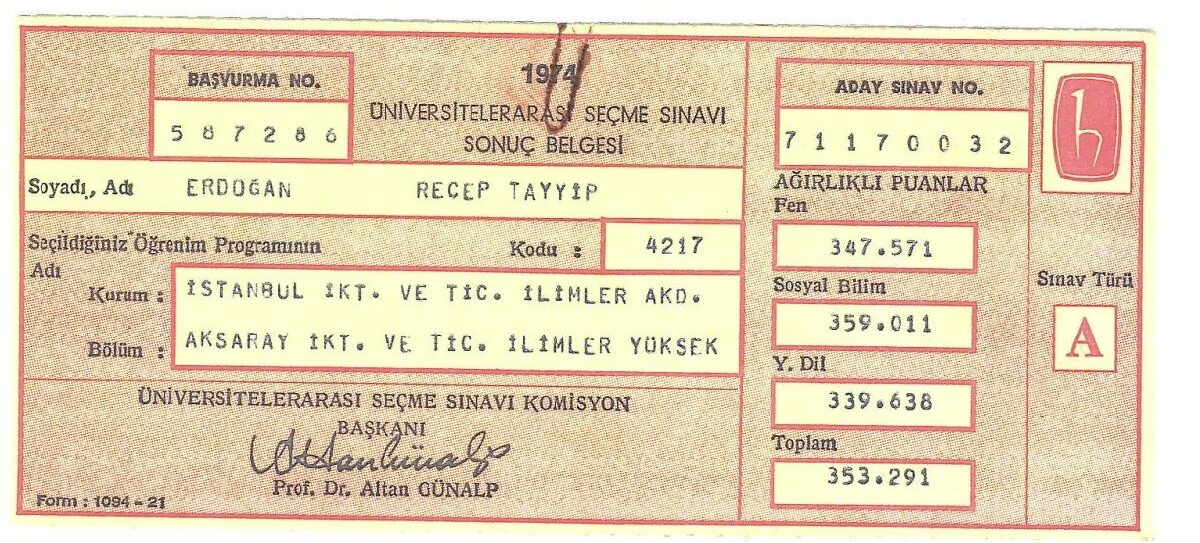 BAŞVURMA NO.
587286
1974
ÜNİVERSİTELERARASI SEÇME SINAVI
SONUÇ BELGESİ
Soyadı, Adı ERDOĞAN RECEP TAYYİP
Seçildiğiniz Öğrenim Programının
Kodu : 4217
Adı
Kurum : İSTANBUL İKT. VE TİC. İLİMLER AKD.
Bölüm : AKSARAY İKT. VE TİC. İLİMLER YÜKSEK
ÜNİVERSİTELERARASI SEÇME SINAVI KOMİSYON
BAŞKANI
Prof. Dr. Altan GÜNALP
Form : 1084 - 21
ADAY SINAV NO.
71170032
AĞIRLIKLI PUANLAR
Fen
347.571
Sosyal Bilim
359.011
Y. Dil
339.638
Toplam
353.291
h
Sınav Türü
A